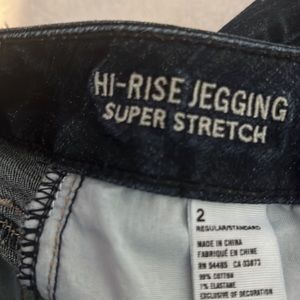 HI-RISE JEGGING
SUPER STRETCH
2
REGULAR/STANDARD
MADE IN CHINA
FABRIQUÉ EN CHINE
RN 54485 CA 03873
99% COTTON
1% ELASTANE
EXCLUSIVE OF DECORATION